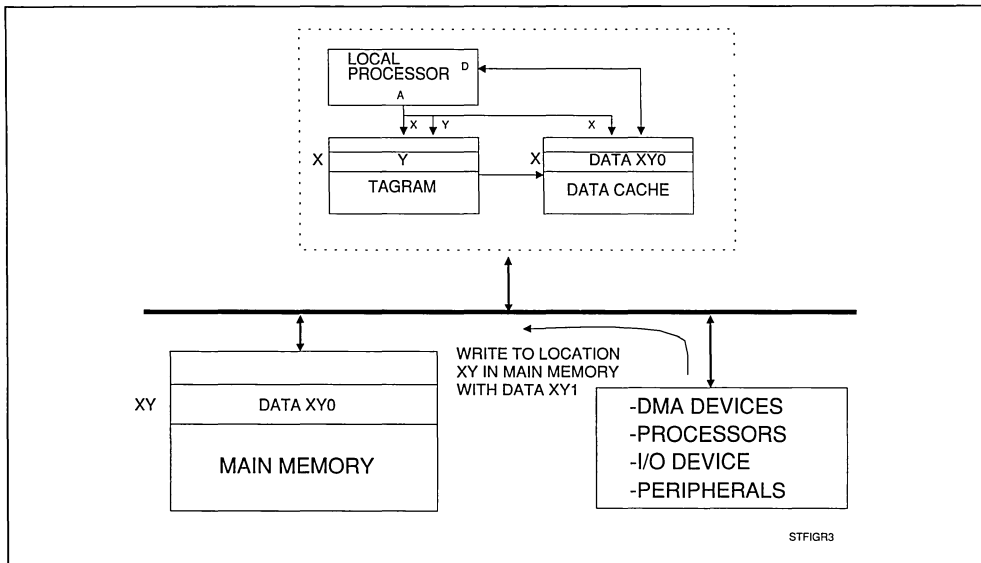 LOCAL
PROCESSOR
D
A
X
Y
X
X
Y
TAGRAM
X
DATA XY0
DATA CACHE
WRITE TO LOCATION
XY IN MAIN MEMORY
WITH DATA XY1
XY
DATA XY0
MAIN MEMORY
-DMA DEVICES
-PROCESSORS
-I/O DEVICE
-PERIPHERALS
STFIGR3